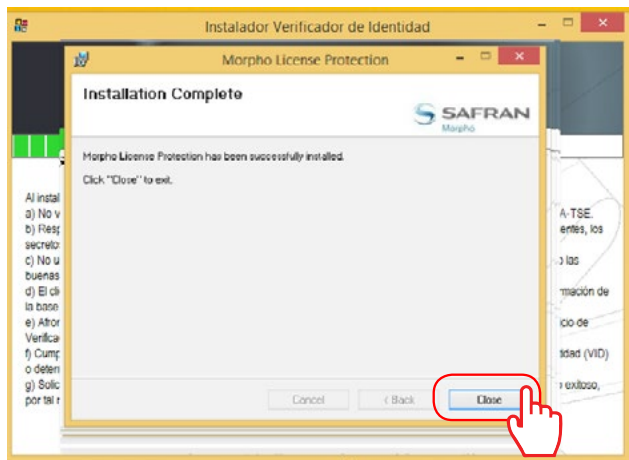 Instalador Verificador de Identidad
Morpho License Protection
Installation Complete
SAFRAN
Morpho
Morpho License Protection has been successfully installed.
Click "Close" to exit.
Al instal
a) No v
A-TSE.
b) Resp
entes, los
secreto
c) No u
o las
buenas
d) El cli
rmación de
la base
e) Afror
icio de
Verifica
f) Cump
tidad (VID)
o deten
g) Solic
o exitoso,
por tal r
Cancel
< Back
Close